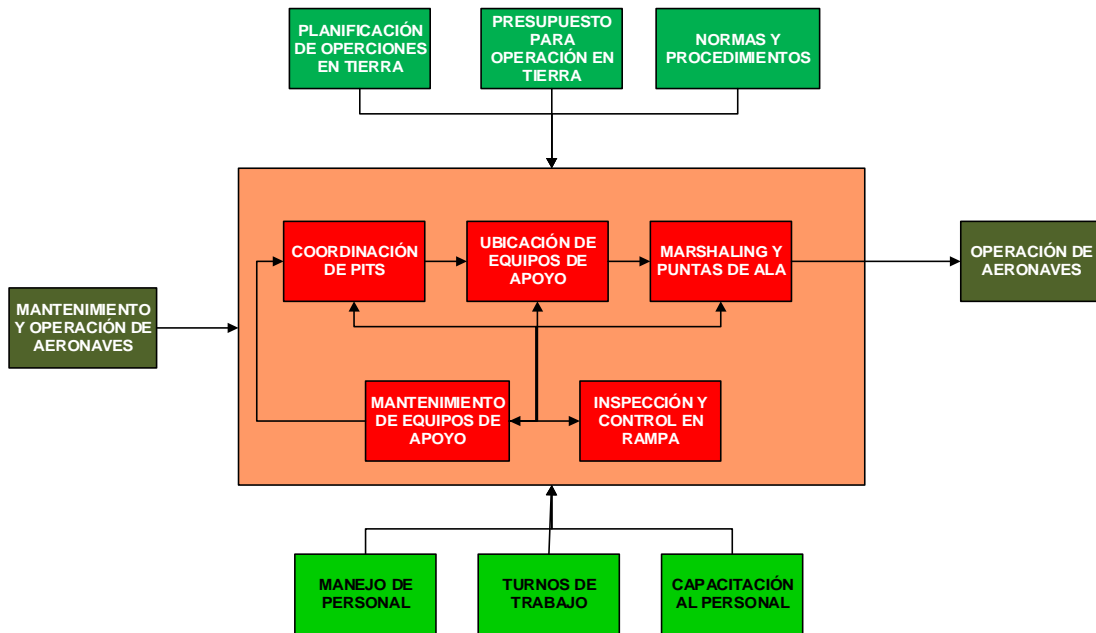 PLANIFICACIÓN
DE OPERCIONES
EN TIERRA
PRESUPUESTO
PARA
OPERACIÓN EN
TIERRA
NORMAS Y
PROCEDIMIENTOS
COORDINACIÓN
DE PITS
UBICACIÓN DE
EQUIPOS DE
APOYO
MARSHALING Y
PUNTAS DE ALA
OPERACIÓN DE
AERONAVES
MANTENIMIENTO
Y OPERACIÓN DE
AERONAVES
MANTENIMIENTO
DE EQUIPOS DE
APOYO
INSPECCIÓN Y
CONTROL EN
RAMPA
MANEJO DE
PERSONAL
TURNOS DE
TRABAJO
CAPACITACIÓN
AL PERSONAL